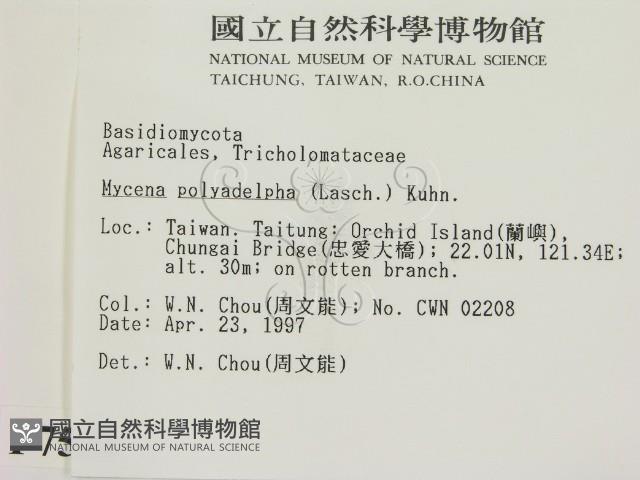 國立自然科學博物館
NATIONAL MUSEUM OF NATURAL SCIENCE
TAICHUNG, TAIWAN, R.O.CHINA
Basidiomycota
Agaricales, Tricholomataceae
Mycena polyadelpha (Lasch.) Kuhn.
Loc.: Taiwan. Taitung: Orchid Island(蘭嶼),
Chungai Bridge(忠愛大橋); 22.01N, 121.34E;
alt. 30m; on rotten branch.
Col.: W.N. Chou(周文能); No. CWN 02208
Date: Apr. 23, 1997
Det.: W.N. Chou(周文能)
國立自然科學博物館
NATIONAL MUSEUM OF NATURAL SCIENCE